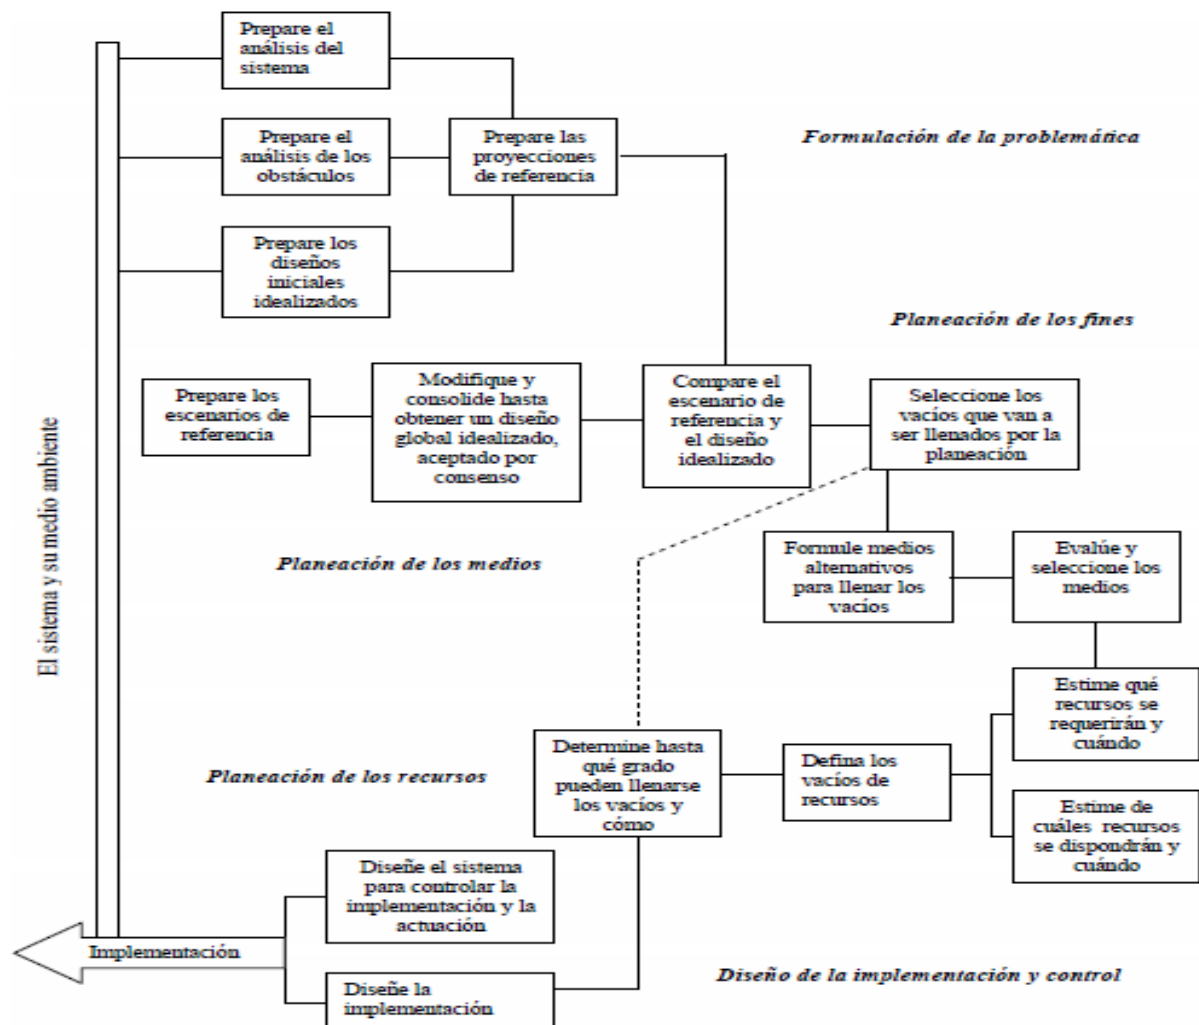 Prepare el
análisis del
sistema
Prepare el
análisis de los
obstáculos
Prepare las
proyecciones
de referencia
Formulación de la problemática
Prepare los
diseños
iniciales
idealizados
Planeación de los fines
Prepare los
escenarios de
referencia
Modifique y
consolide hasta
obtener un diseño
global idealizado,
aceptado por
consenso
Compare el
escenario de
referencia y
el diseño
idealizado
Seleccione los
vacíos que van a
ser llenados por la
planeación
El sistema y su medio ambiente
Planeación de los medios
Formule medios
alternativos
para llenar los
vacíos
Evalúe y
seleccione los
medios
Estime qué
recursos se
requerirán y
cuándo
Planeación de los recursos
Determine hasta
qué grado
pueden llenarse
los vacíos y
cómo
Defina los
vacíos de
recursos
Estime de
cuáles recursos
se dispondrán y
cuándo
Diseñe el sistema
para controlar la
implementación y la
actuación
Implementación
Diseñe la
implementación
Diseño de la implementación y control